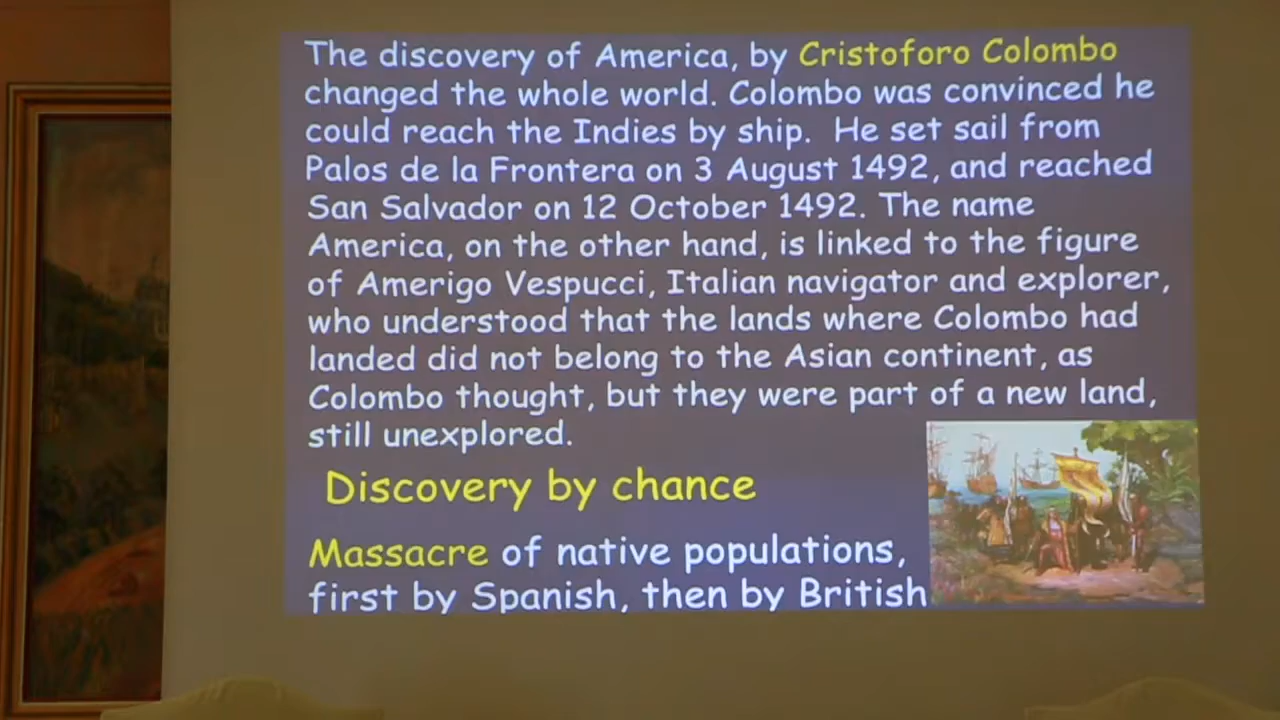 The discovery of America, by Cristoforo Colombo
changed the whole world. Colombo was convinced he
could reach the Indies by ship. He set sail from
Palos de la Frontera on 3 August 1492, and reached
San Salvador on 12 October 1492. The name
America, on the other hand, is linked to the figure
of Amerigo Vespucci, Italian navigator and explorer,
who understood that the lands where Colombo had
landed did not belong to the Asian continent, as
Colombo thought, but they were part of a new land,
still unexplored.
Discovery by chance
Massacre of native populations,
first by Spanish, then by British